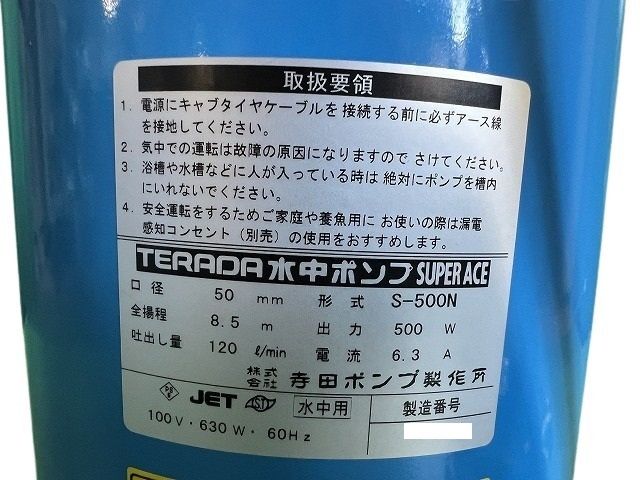 取扱要領
1. 電源にキャブタイヤケーブルを接続する前に必ずアース線
を接地してください。
2. 気中での運転は故障の原因になりますので さけてください。
3. 浴槽や水槽などに人が入っている時は 絶対にポンプを槽内
にいれないでください。
4. 安全運転をするためご家庭や養魚用に お使いの際は漏電
感知コンセント(別売)の使用をおすすめします。
TERADA水中ポンプ SUPER ACE
口径 50 mm 形式 S-500N
全揚程 8.5 m 出力 500 W
吐出し量 120 ℓ/min 電流 6.3 A
株式会社 寺田ポンプ製作所
PSE JET 水中用 製造番号
100V・630W・60Hz